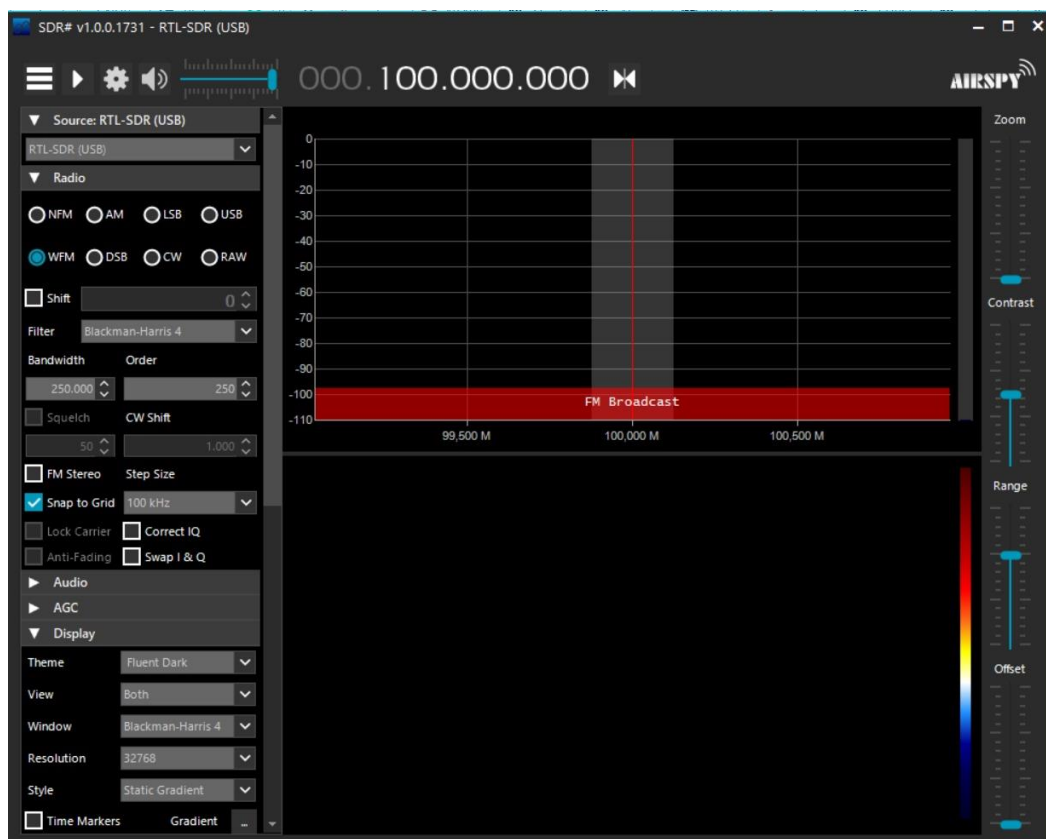 SDR# v1.0.0.1731 - RTL-SDR (USB)
000.100.000.000
AIRSPY
Source: RTL-SDR (USB)
RTL-SDR (USB)
Radio
NFM AM LSB USB
WFM DSB CW RAW
Shift 0
Filter Blackman-Harris 4
Bandwidth Order
250.000 250
Squelch CW Shift
50 1.000
FM Stereo Step Size
Snap to Grid 100 kHz
Lock Carrier Correct IQ
Anti-Fading Swap I & Q
Audio
AGC
Display
Theme Fluent Dark
View Both
Window Blackman-Harris 4
Resolution 32768
Style Static Gradient
Time Markers Gradient ...
0
-10
-20
-30
-40
-50
-60
-70
-80
-90
-100
-110
FM Broadcast
99,500 M 100,000 M 100,500 M
Zoom
Contrast
Range
Offset